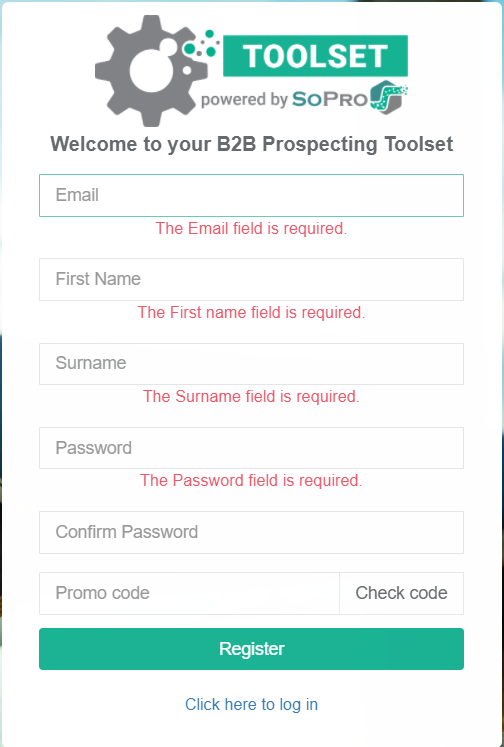 TOOLSET
powered by SOPRO
Welcome to your B2B Prospecting Toolset
Email
The Email field is required.
First Name
The First name field is required.
Surname
The Surname field is required.
Password
The Password field is required.
Confirm Password
Promo code Check code
Register
Click here to log in